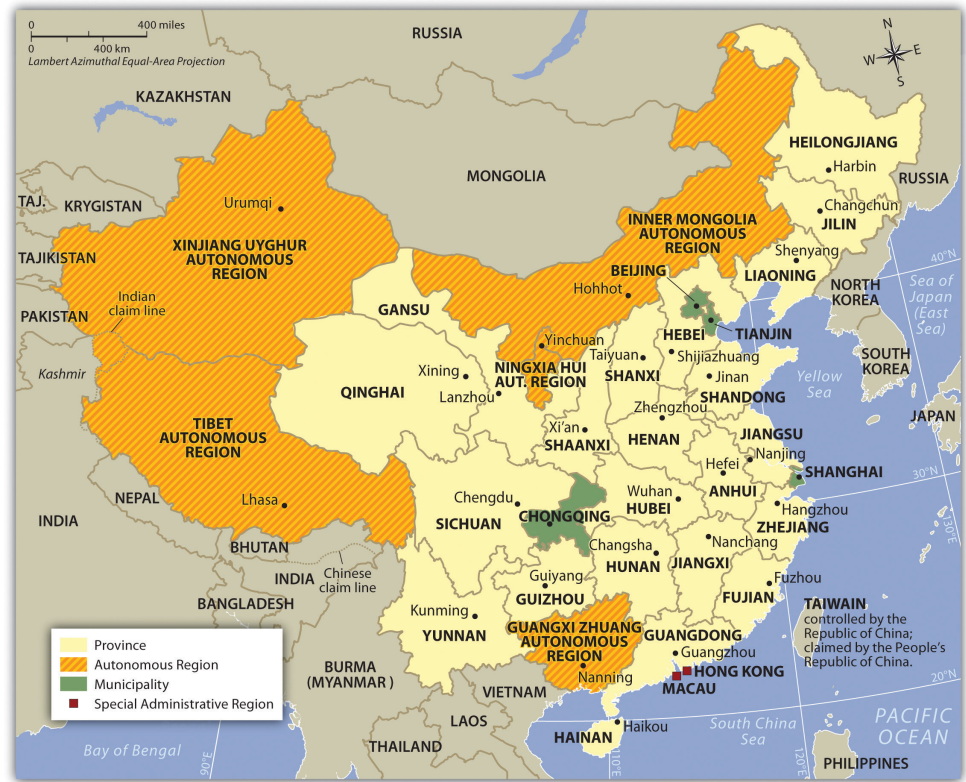 0 400 miles
0 400 km
Lambert Azimuthal Equal-Area Projection
RUSSIA
N
W E
S
KAZAKHSTAN
MONGOLIA
HEILONGJIANG
Harbin
RUSSIA
TAJ.
KRYGISTAN
Urumqi
Changchun
JILIN
XINJIANG UYGHUR
AUTONOMOUS
REGION
INNER MONGOLIA
AUTONOMOUS
REGION
TAJIKISTAN
Shenyang
LIAONING
BEIJING
Hohhot
40°N
Indian
claim line
PAKISTAN
GANSU
NORTH
KOREA
Sea of
Japan
(East
Sea)
HEBEI
TIANJIN
Yinchuan
Taiyuan
Shijiazhuang
Kashmir
Xining
NINGXIA HUI
AUT. REGION
SHANXI
Jinan
SOUTH
KOREA
QINGHAI
Lanzhou
SHANDONG
Yellow
Sea
Zhengzhou
JAPAN
TIBET
AUTONOMOUS
REGION
Xi'an
SHAANXI
HENAN
JIANGSU
Nanjing
Hefei
SHANGHAI
30°N
NEPAL
Lhasa
Chengdu
SICHUAN
CHONGQING
Wuhan
HUBEI
ANHUI
Hangzhou
ZHEJIANG
INDIA
130°E
BHUTAN
Changsha
HUNAN
Nanchang
JIANGXI
INDIA
Chinese
claim line
Guiyang
GUIZHOU
Fuzhou
FUJIAN
BANGLADESH
Kunming
YUNNAN
GUANGXI ZHUANG
AUTONOMOUS
REGION
Nanning
GUANGDONG
Guangzhou
TAIWAIN
controlled by the
Republic of China;
claimed by the People's
Republic of China.
HONG KONG
MACAU
20°N
Province
Autonomous Region
Municipality
Special Administrative Region
BURMA
(MYANMAR )
VIETNAM
LAOS
THAILAND
HAINAN
Haikou
South China
Sea
PACIFIC
OCEAN
Bay of Bengal
90°E
110°E
120°E
PHILIPPINES